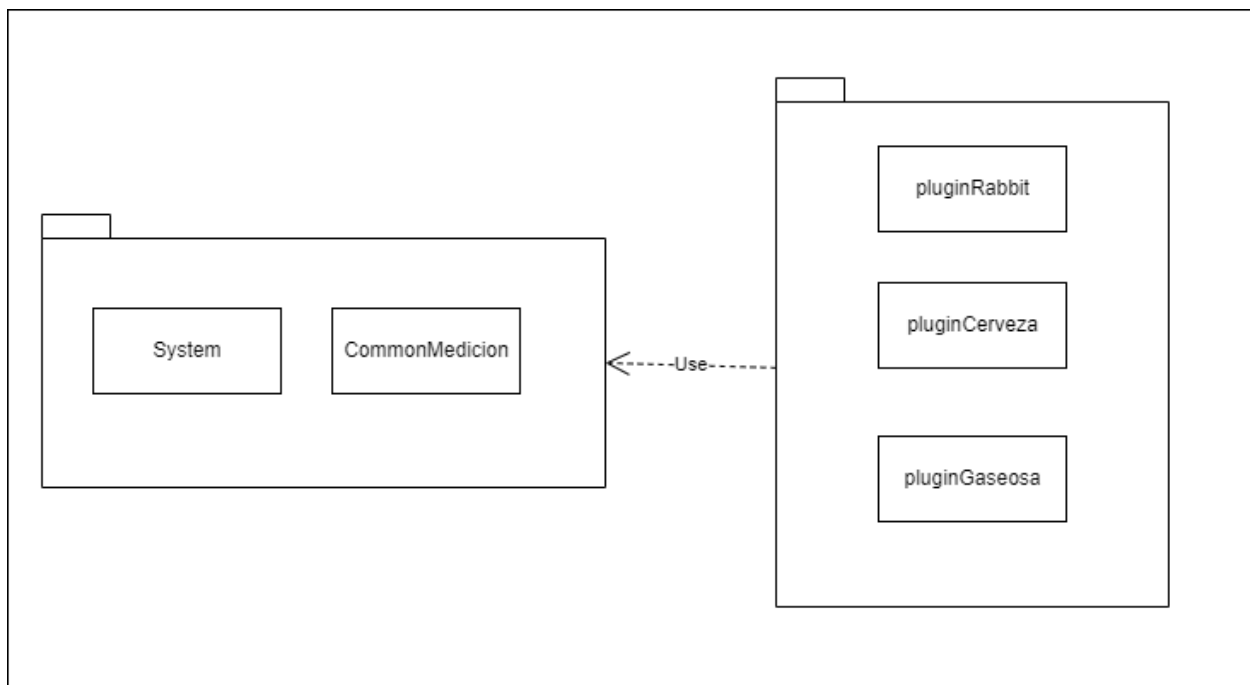 System
CommonMedicion
Use
pluginRabbit
pluginCerveza
pluginGaseosa